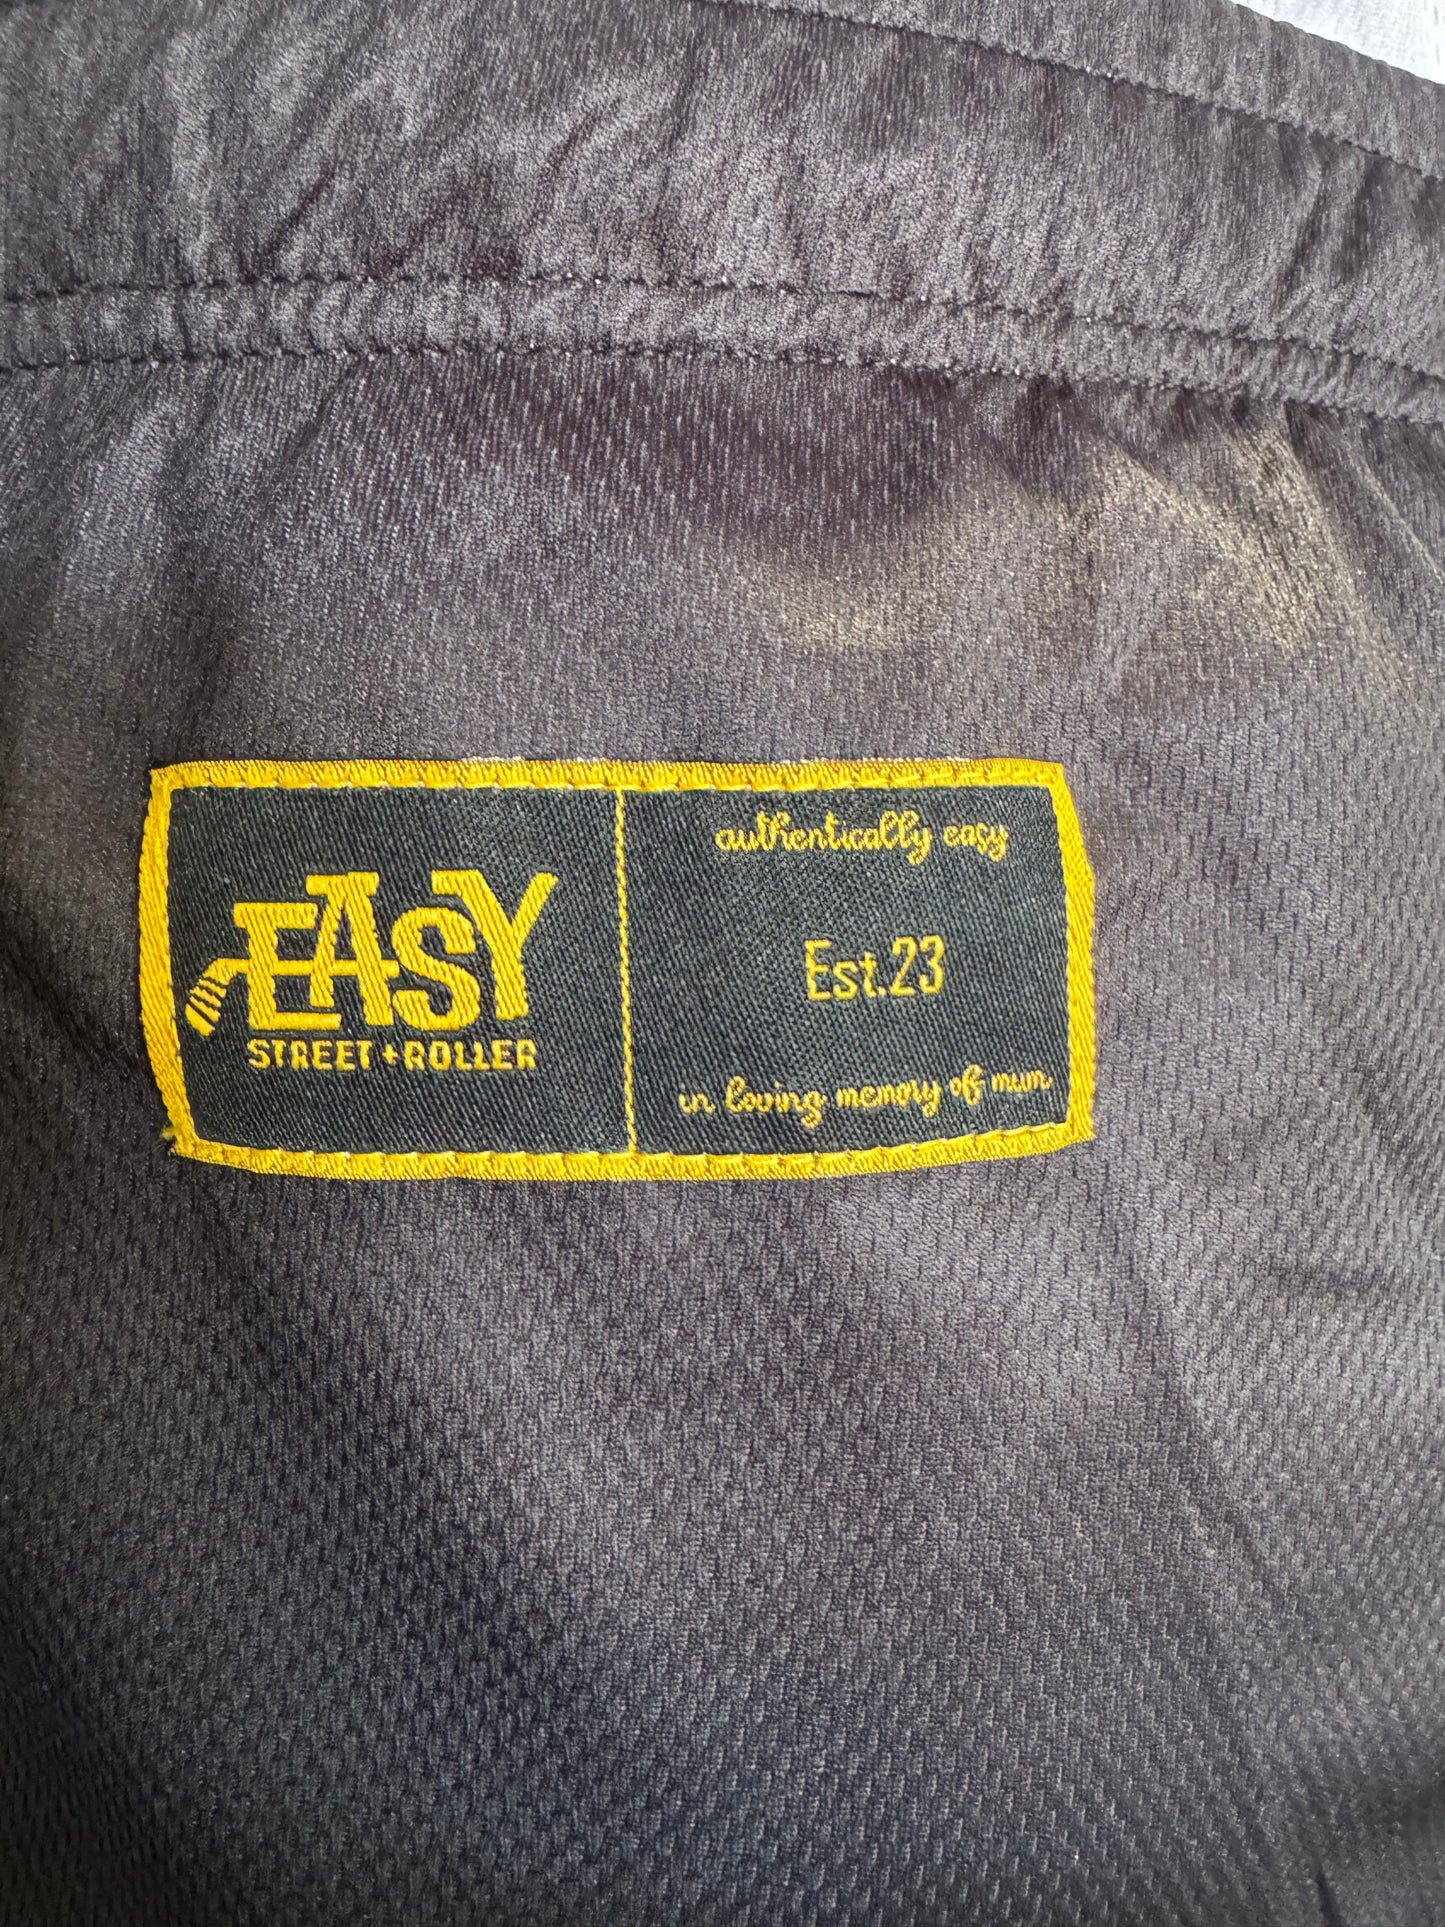 EASY
STREET + ROLLER
authentically easy
Est.23
in loving memory of mum